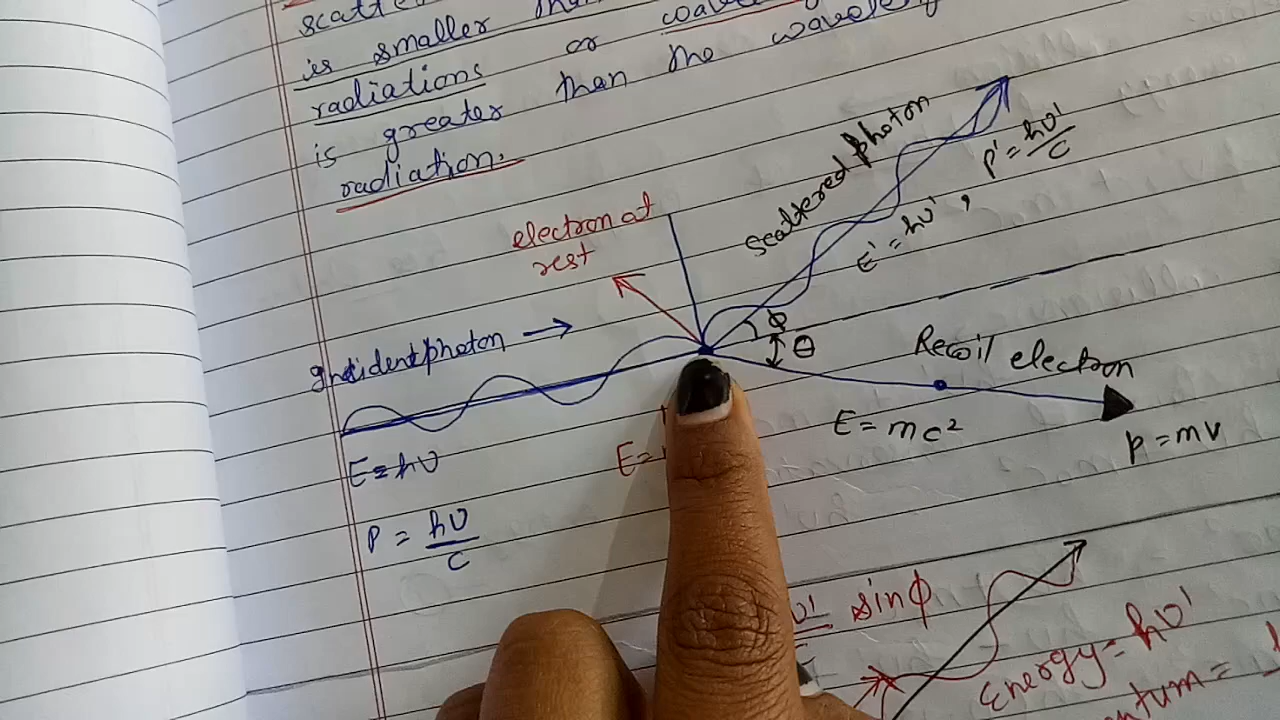 is smaller than
radiations or
is greater than the
radiation.
electron at
rest
scattered photon
E' = hν' , p' = hν'/c
Incident photon →
ϕ
θ
Recoil electron
E = hν
E = mc²
p = mv
P = hν/c
E =
sinϕ
Energy = hν'